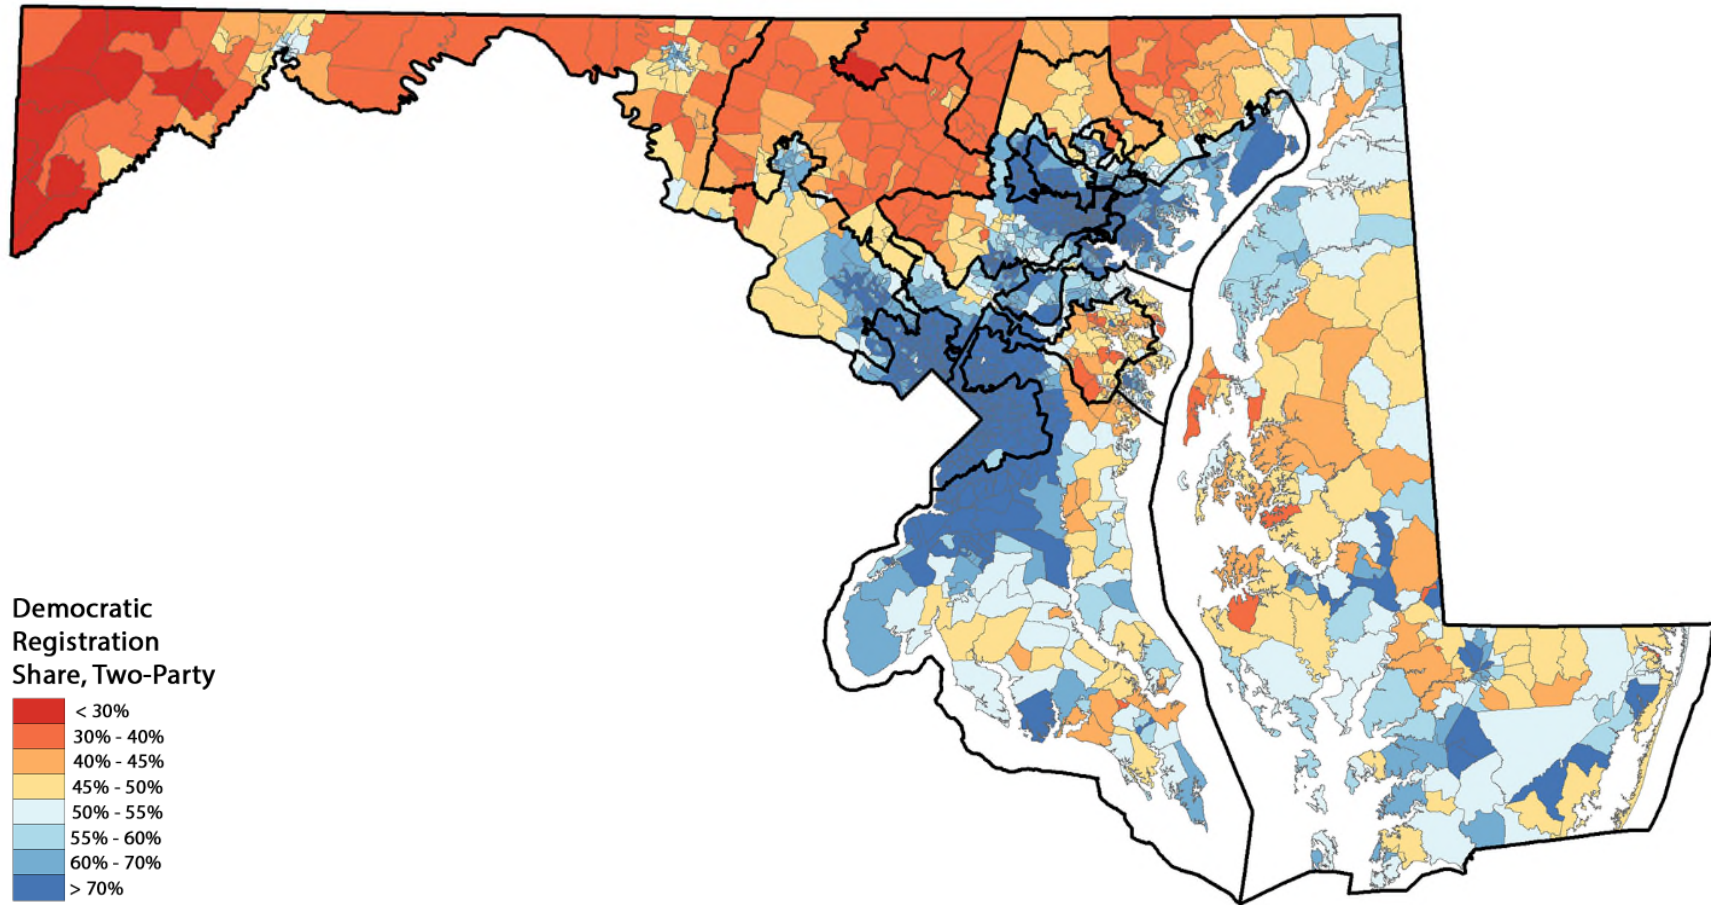 Democratic
Registration
Share, Two-Party
< 30%
30% - 40%
40% - 45%
45% - 50%
50% - 55%
55% - 60%
60% - 70%
> 70%